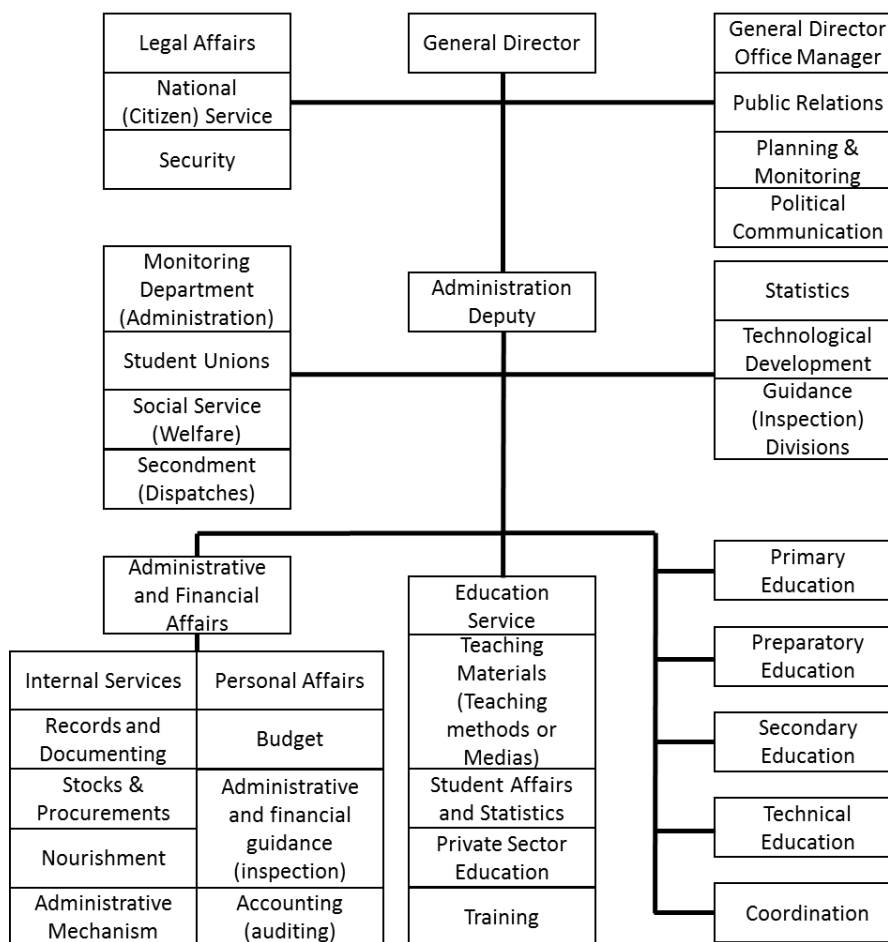 Legal Affairs
General Director
General Director
Office Manager
National
(Citizen) Service
Public Relations
Security
Planning &
Monitoring
Political
Communication
Monitoring
Department
(Administration)
Administration
Deputy
Statistics
Student Unions
Technological
Development
Social Service
(Welfare)
Guidance
(Inspection)
Divisions
Secondment
(Dispatches)
Administrative
and Financial
Affairs
Education
Service
Primary
Education
Internal Services
Personal Affairs
Teaching
Materials
(Teaching
methods or
Medias)
Preparatory
Education
Records and
Documenting
Budget
Secondary
Education
Stocks &
Procurements
Administrative
and financial
guidance
(inspection)
Student Affairs
and Statistics
Technical
Education
Nourishment
Private Sector
Education
Administrative
Mechanism
Accounting
(auditing)
Training
Coordination